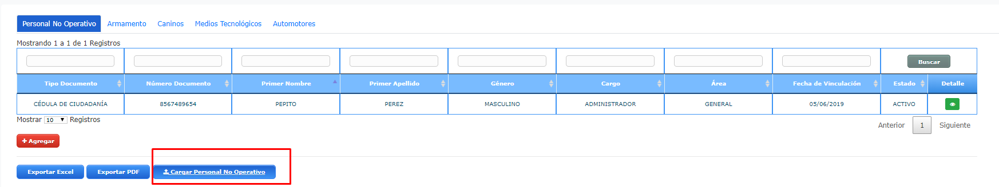 Personal No Operativo Armamento Caninos Medios Tecnológicos Automotores
Mostrando 1 a 1 de 1 Registros
Buscar
Tipo Documento Número Documento Primer Nombre Primer Apellido Género Cargo Área Fecha de Vinculación Estado Detalle
CÉDULA DE CIUDADANÍA 8567489654 PEPITO PEREZ MASCULINO ADMINISTRADOR GENERAL 05/06/2019 ACTIVO
Mostrar 10 Registros Anterior 1 Siguiente
+ Agregar
Exportar Excel Exportar PDF Cargar Personal No Operativo